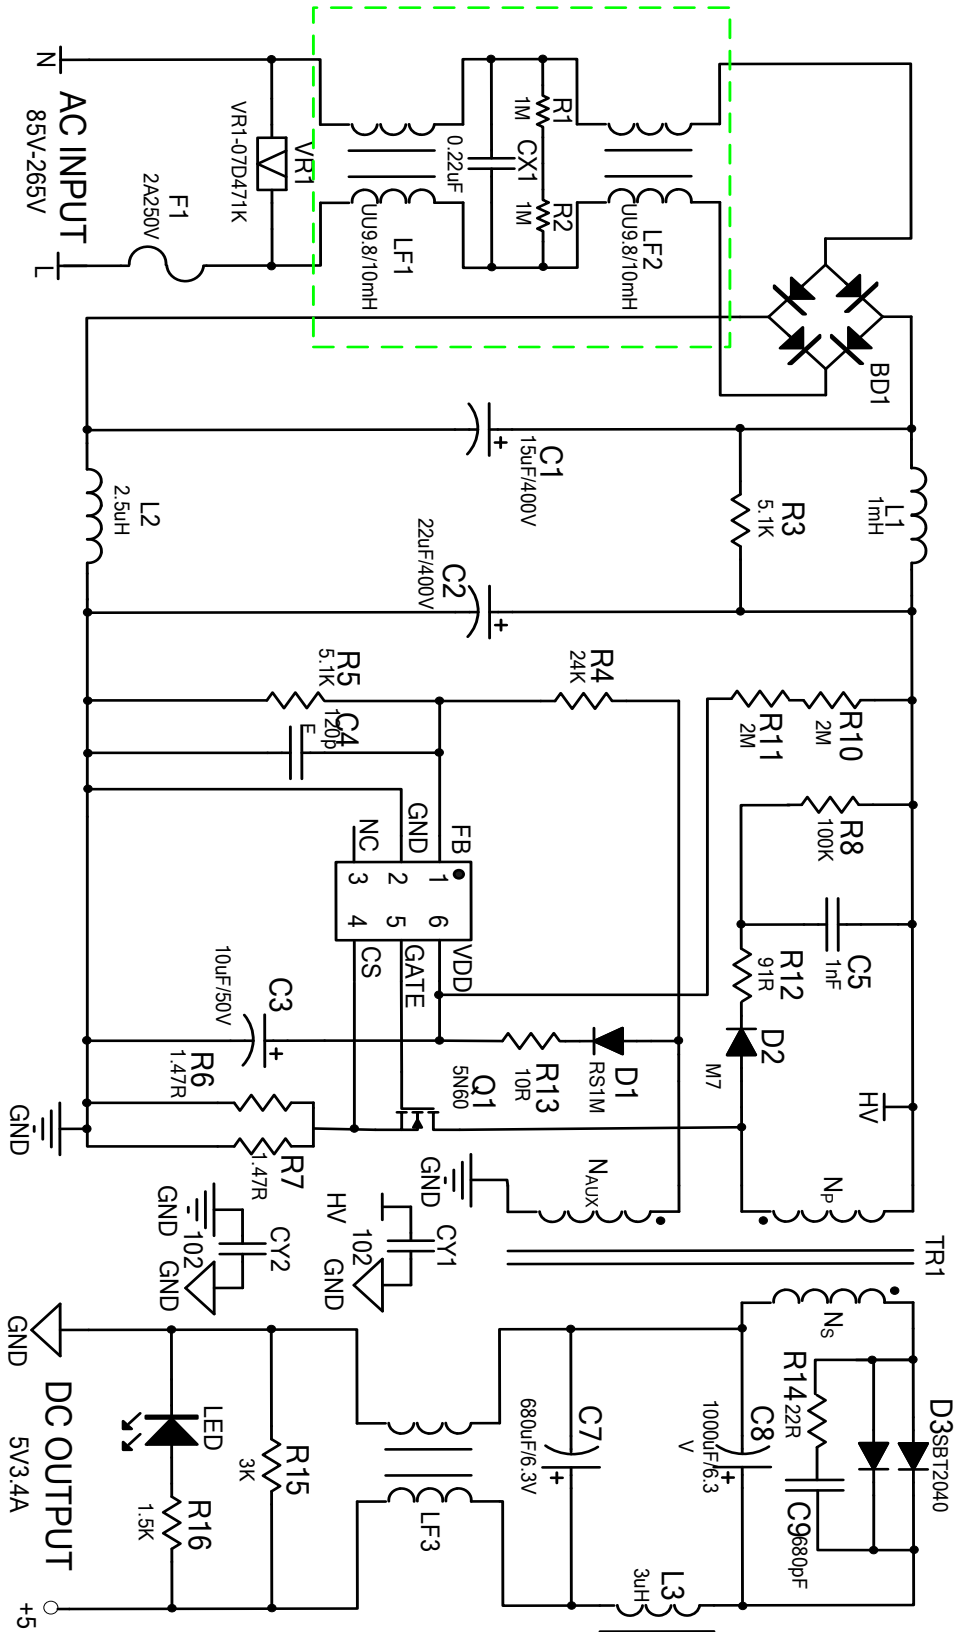 N
AC INPUT
85V-265V
L
F1
2A250V
VR1
VR1-07D471K
LF1
UU9.8/10mH
CX1
0.22uF
R1
1M
R2
1M
LF2
UU9.8/10mH
BD1
C1
15uF/400V
R3
5.1K
L1
1mH
L2
2.5uH
C2
22uF/400V
R4
24K
R5
5.1K
C4
120p
F
R10
2M
R11
2M
R8
100K
C5
1nF
R12
91R
D2
M7
HV
FB
GND
NC
1
2
3
6
5
4
VDD
GATE
CS
C3
10uF/50V
R13
10R
D1
RS1M
Q1
5N60
R6
1.47R
R7
1.47R
GND
NAUX
GND
NP
TR1
NS
CY1
102
HV
GND
CY2
102
GND
GND
D3
SBT2040
R14
22R
C9
680pF
C8
1000uF/6.3
V
C7
680uF/6.3V
L3
3uH
LF3
R15
3K
LED
R16
1.5K
GND
DC OUTPUT
5V3.4A
+5